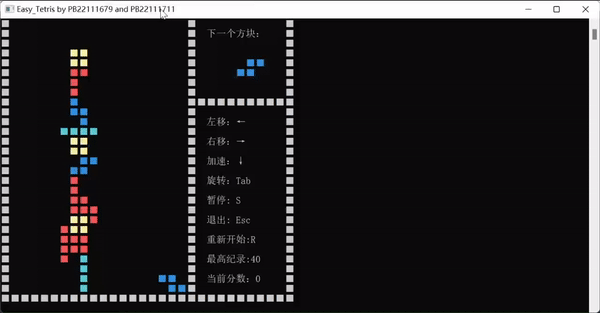 Easy_Tetris by PB22111679 and PB22111711
下一个方块:
左移: ←
右移: →
加速: ↓
旋转: Tab
暂停: S
退出: Esc
重新开始:R
最高纪录:40
当前分数: 0